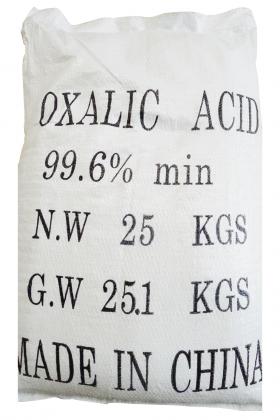 OXALIC ACID
99.6% min
N.W 25 KGS
G.W 25.1 KGS
MADE IN CHINA